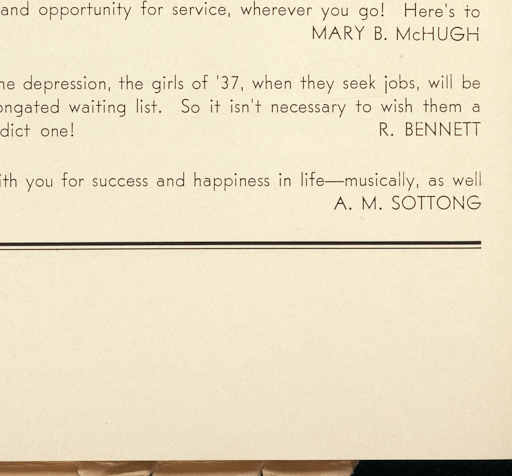 and opportunity for service, wherever you go! Here's to
MARY B. McHUGH
he depression, the girls of '37, when they seek jobs, will be
ongated waiting list. So it isn't necessary to wish them a
dict one! R. BENNETT
ith you for success and happiness in life—musically, as well
A. M. SOTTONG